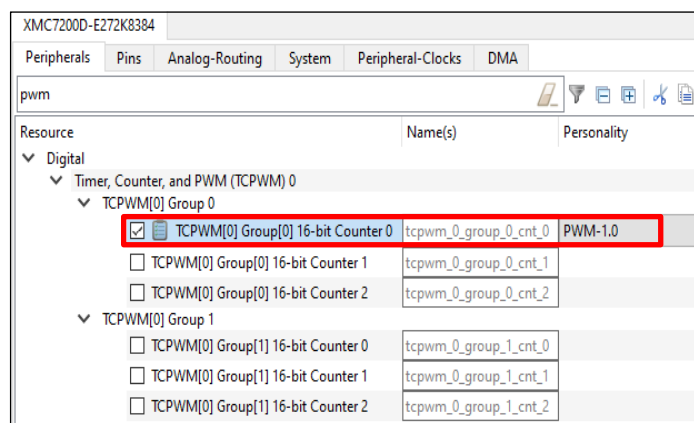 XMC7200D-E272K8384
Peripherals Pins Analog-Routing System Peripheral-Clocks DMA
pwm
Resource Name(s) Personality
Digital
Timer, Counter, and PWM (TCPWM) 0
TCPWM[0] Group 0
TCPWM[0] Group[0] 16-bit Counter 0 tcpwm_0_group_0_cnt_0 PWM-1.0
TCPWM[0] Group[0] 16-bit Counter 1 tcpwm_0_group_0_cnt_1
TCPWM[0] Group[0] 16-bit Counter 2 tcpwm_0_group_0_cnt_2
TCPWM[0] Group 1
TCPWM[0] Group[1] 16-bit Counter 0 tcpwm_0_group_1_cnt_0
TCPWM[0] Group[1] 16-bit Counter 1 tcpwm_0_group_1_cnt_1
TCPWM[0] Group[1] 16-bit Counter 2 tcpwm_0_group_1_cnt_2